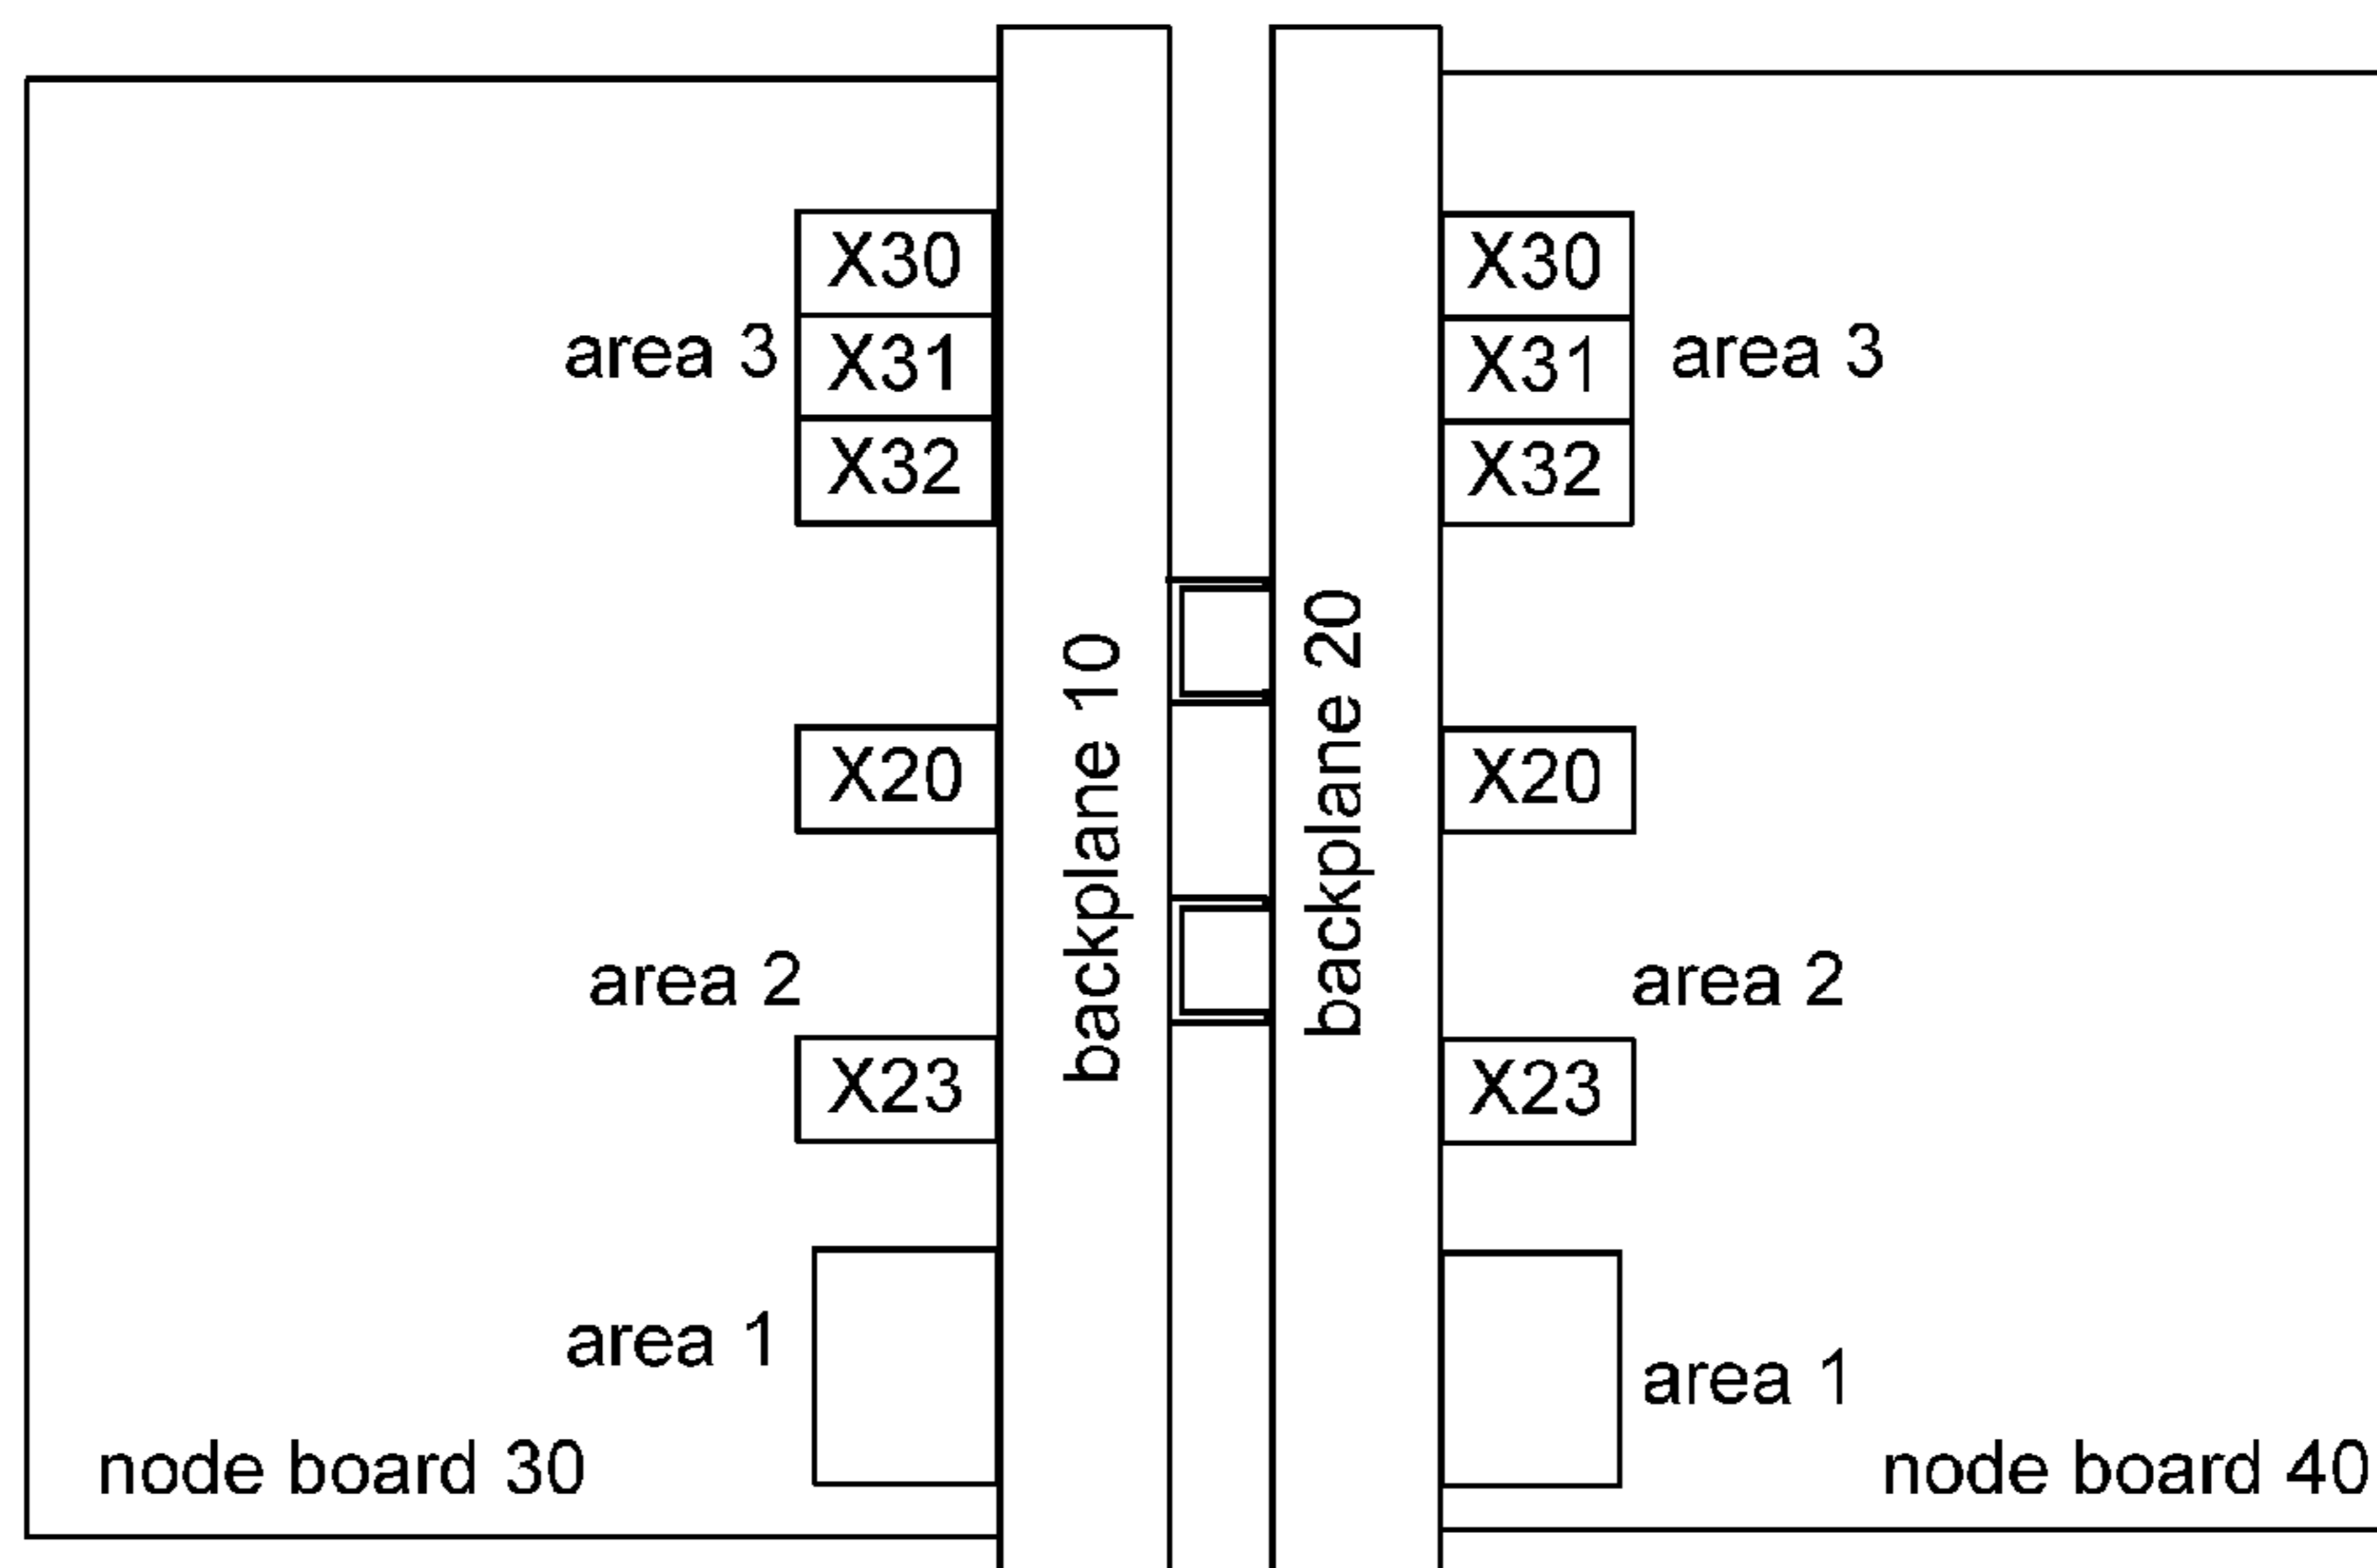 X30
X31
X32
area 3
X20
area 2
X23
area 1
node board 30
backplane 10
backplane 20
X30
X31
X32
area 3
X20
area 2
X23
area 1
node board 40